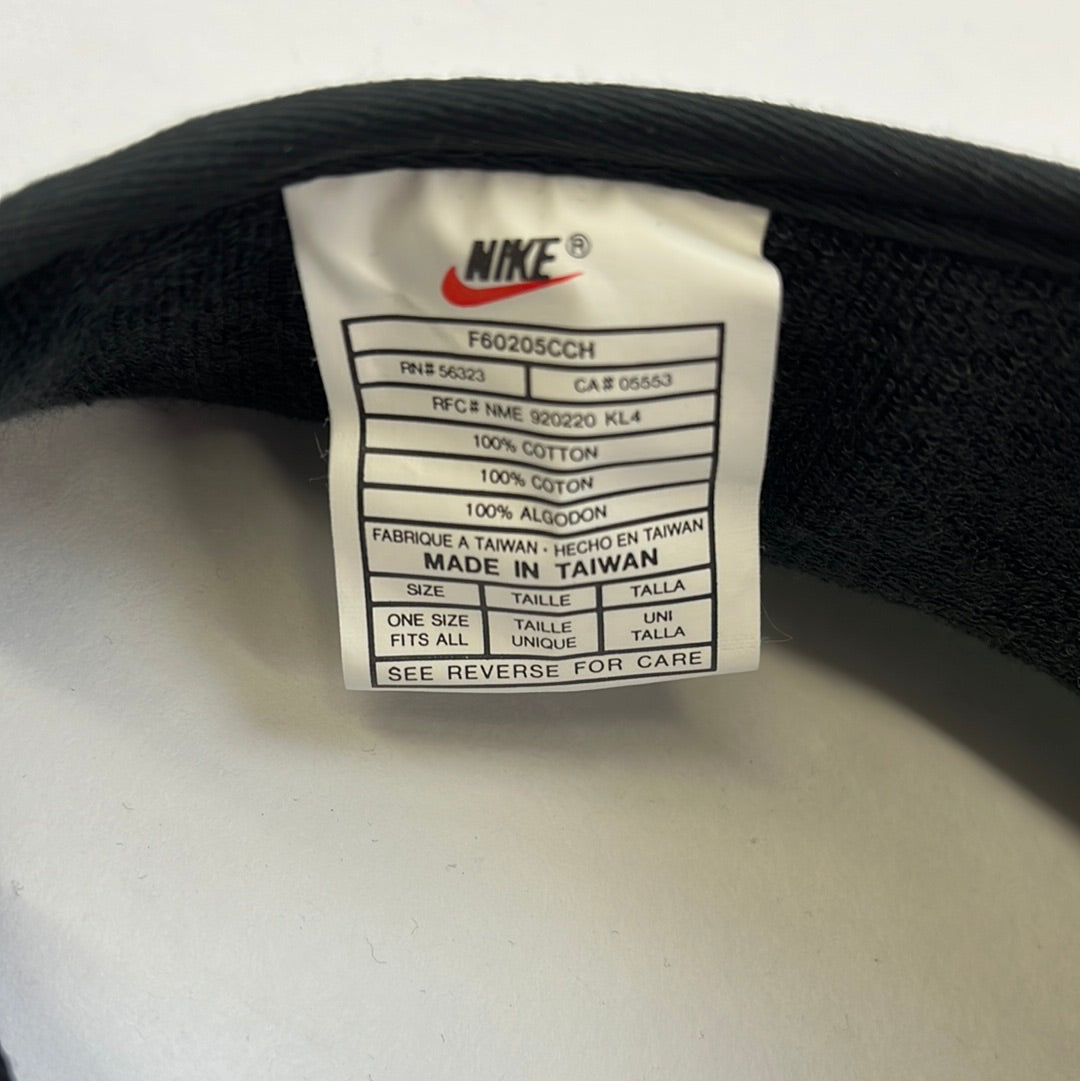 NIKE®
F60205CCH
RN# 56323 CA# 05553
RFC# NME 920220 KL4
100% COTTON
100% COTON
100% ALGODON
FABRIQUE A TAIWAN · HECHO EN TAIWAN
MADE IN TAIWAN
SIZE TAILLE TALLA
ONE SIZE FITS ALL TAILLE UNIQUE UNI TALLA
SEE REVERSE FOR CARE